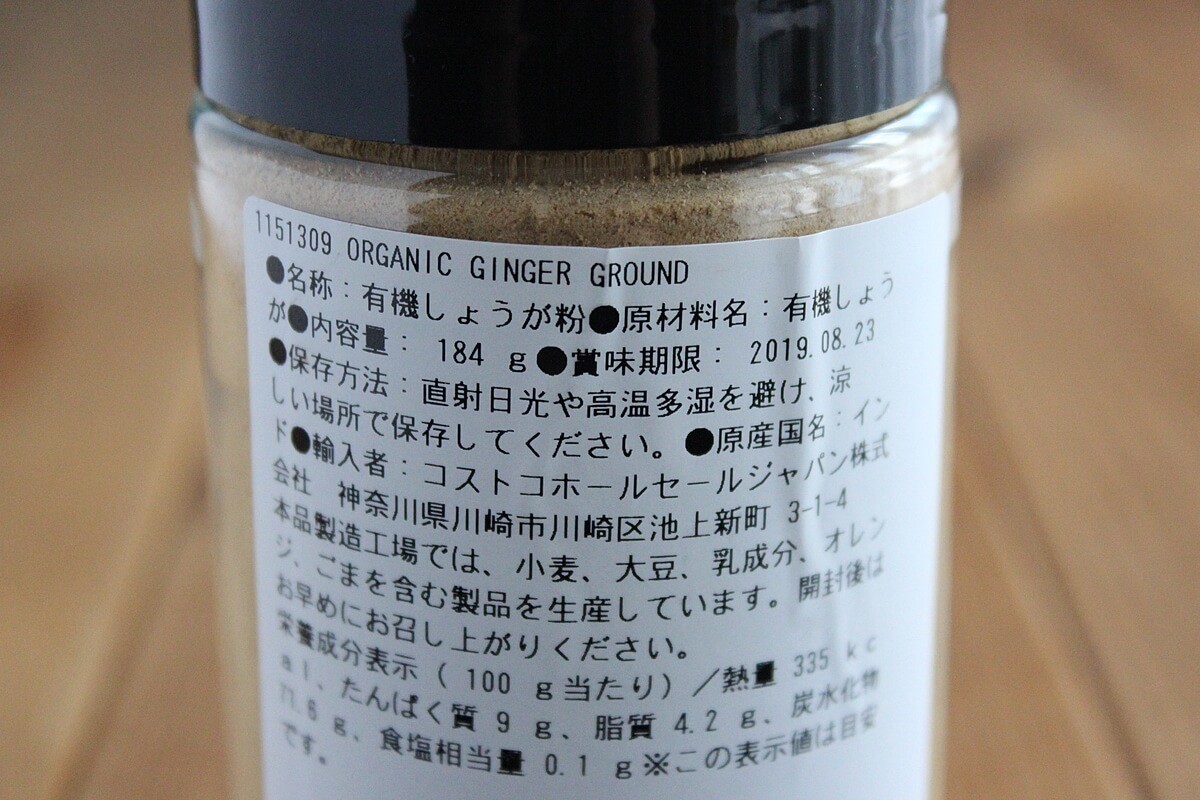 1151309 ORGANIC GINGER GROUND
●名称：有機しょうが粉●原材料名：有機しょう
が●内容量： 184 g●賞味期限： 2019.08.23
●保存方法：直射日光や高温多湿を避け、涼
しい場所で保存してください。●原産国名：イン
ド●輸入者：コストコホールセールジャパン株式
会社 神奈川県川崎市川崎区池上新町 3-1-4
本品製造工場では、小麦、大豆、乳成分、オレン
ジ、ごまを含む製品を生産しています。開封後は
お早めにお召し上がりください。
栄養成分表示（100 g当たり）／熱量 335 kc
al、たんぱく質 9 g、脂質 4.2 g、炭水化物
71.6 g、食塩相当量 0.1 g※この表示値は目安
です。